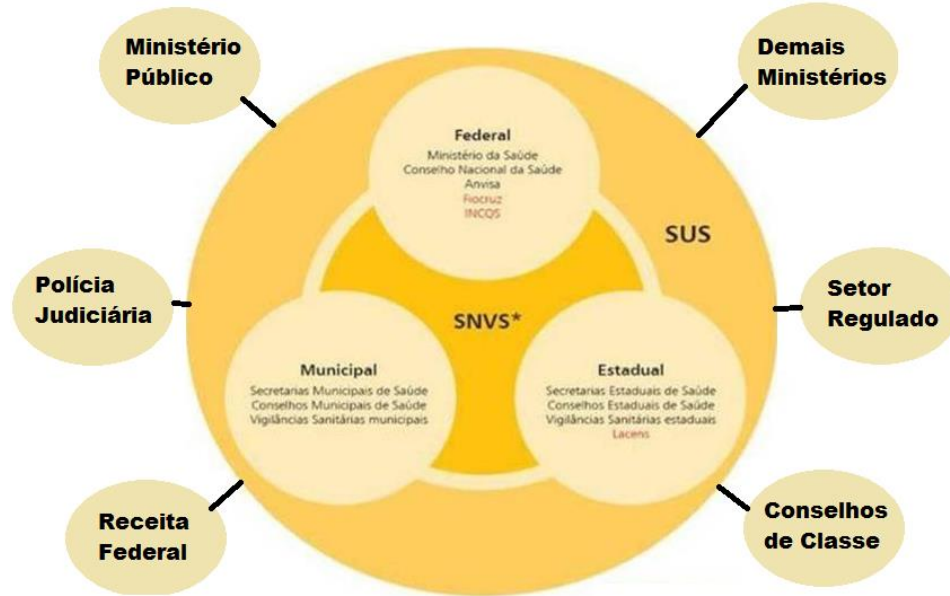 Ministério
Público
Demais
Ministérios
Federal
Ministério da Saúde
Conselho Nacional da Saúde
Anvisa
Fiocruz
INCQS
SUS
Polícia
Judiciária
Setor
Regulado
SNVS*
Municipal
Secretarias Municipais de Saúde
Conselhos Municipais de Saúde
Vigilâncias Sanitárias municipais
Estadual
Secretarias Estaduais de Saúde
Conselhos Estaduais de Saúde
Vigilâncias Sanitárias estaduais
Lacens
Receita
Federal
Conselhos
de Classe